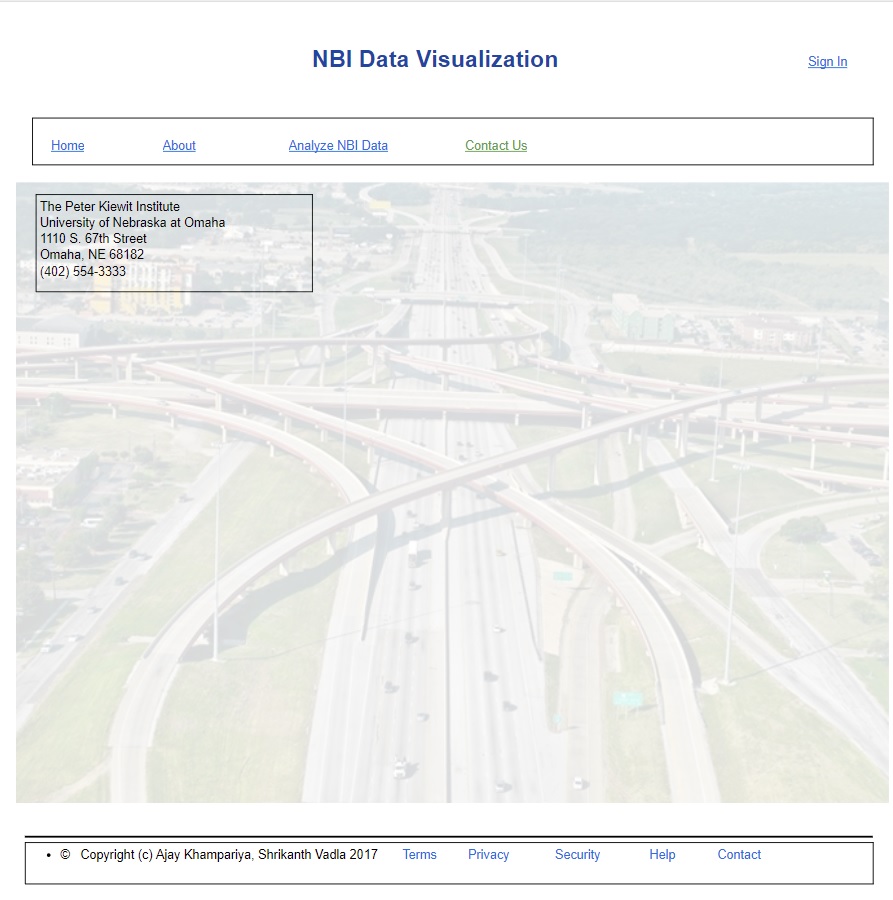 NBI Data Visualization
Sign In
Home About Analyze NBI Data Contact Us
The Peter Kiewit Institute
University of Nebraska at Omaha
1110 S. 67th Street
Omaha, NE 68182
(402) 554-3333
• © Copyright (c) Ajay Khampariya, Shrikanth Vadla 2017 Terms Privacy Security Help Contact